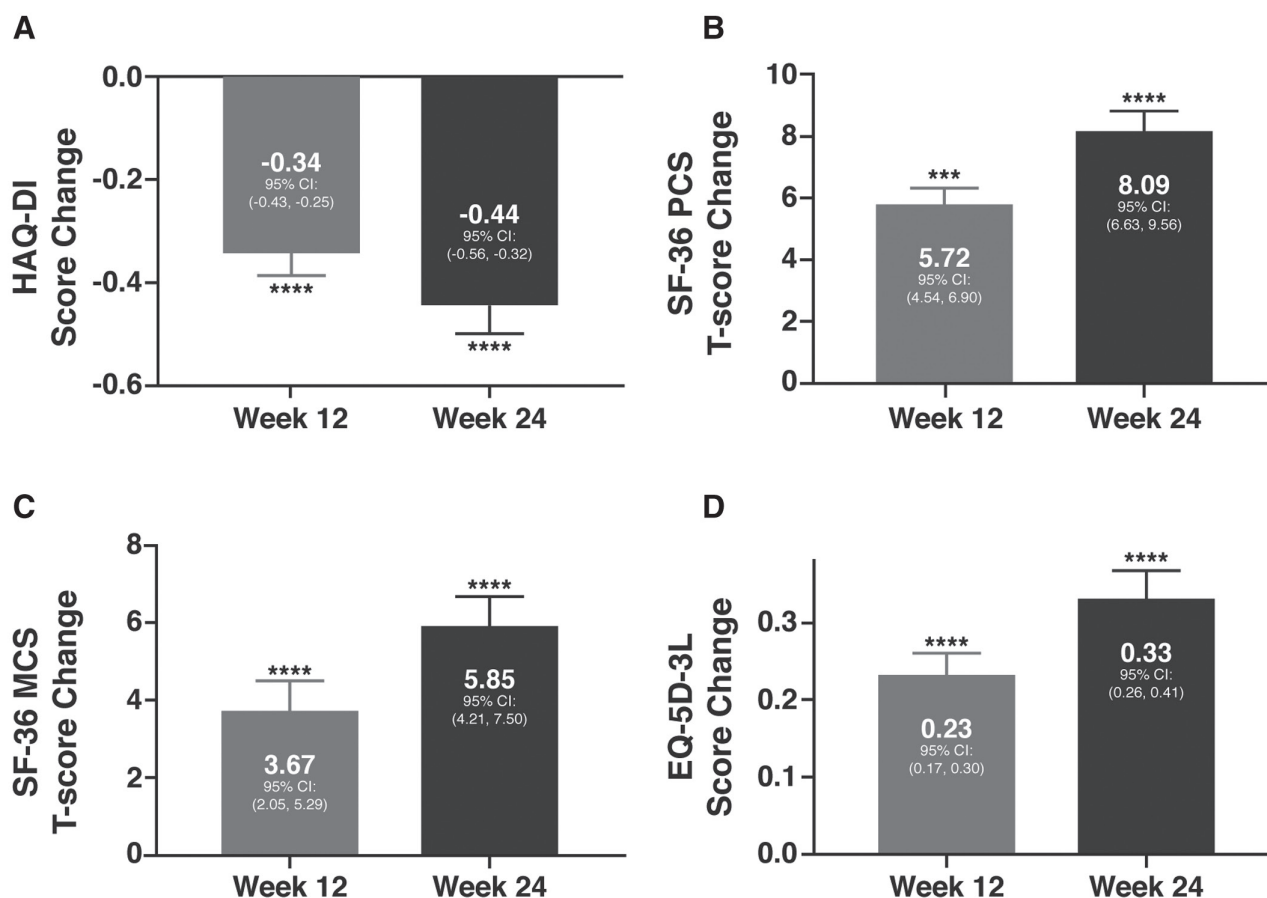 A
HAQ-DI
Score Change
0.0
-0.2
-0.4
-0.6
-0.34
95% CI:
(-0.43, -0.25)
****
-0.44
95% CI:
(-0.56, -0.32)
****
Week 12
Week 24
B
SF-36 PCS
T-score Change
10
8
6
4
2
0
***
5.72
95% CI:
(4.54, 6.90)
****
8.09
95% CI:
(6.63, 9.56)
Week 12
Week 24
C
SF-36 MCS
T-score Change
8
6
4
2
0
****
3.67
95% CI:
(2.05, 5.29)
****
5.85
95% CI:
(4.21, 7.50)
Week 12
Week 24
D
EQ-5D-3L
Score Change
0.3
0.2
0.1
0.0
****
0.23
95% CI:
(0.17, 0.30)
****
0.33
95% CI:
(0.26, 0.41)
Week 12
Week 24